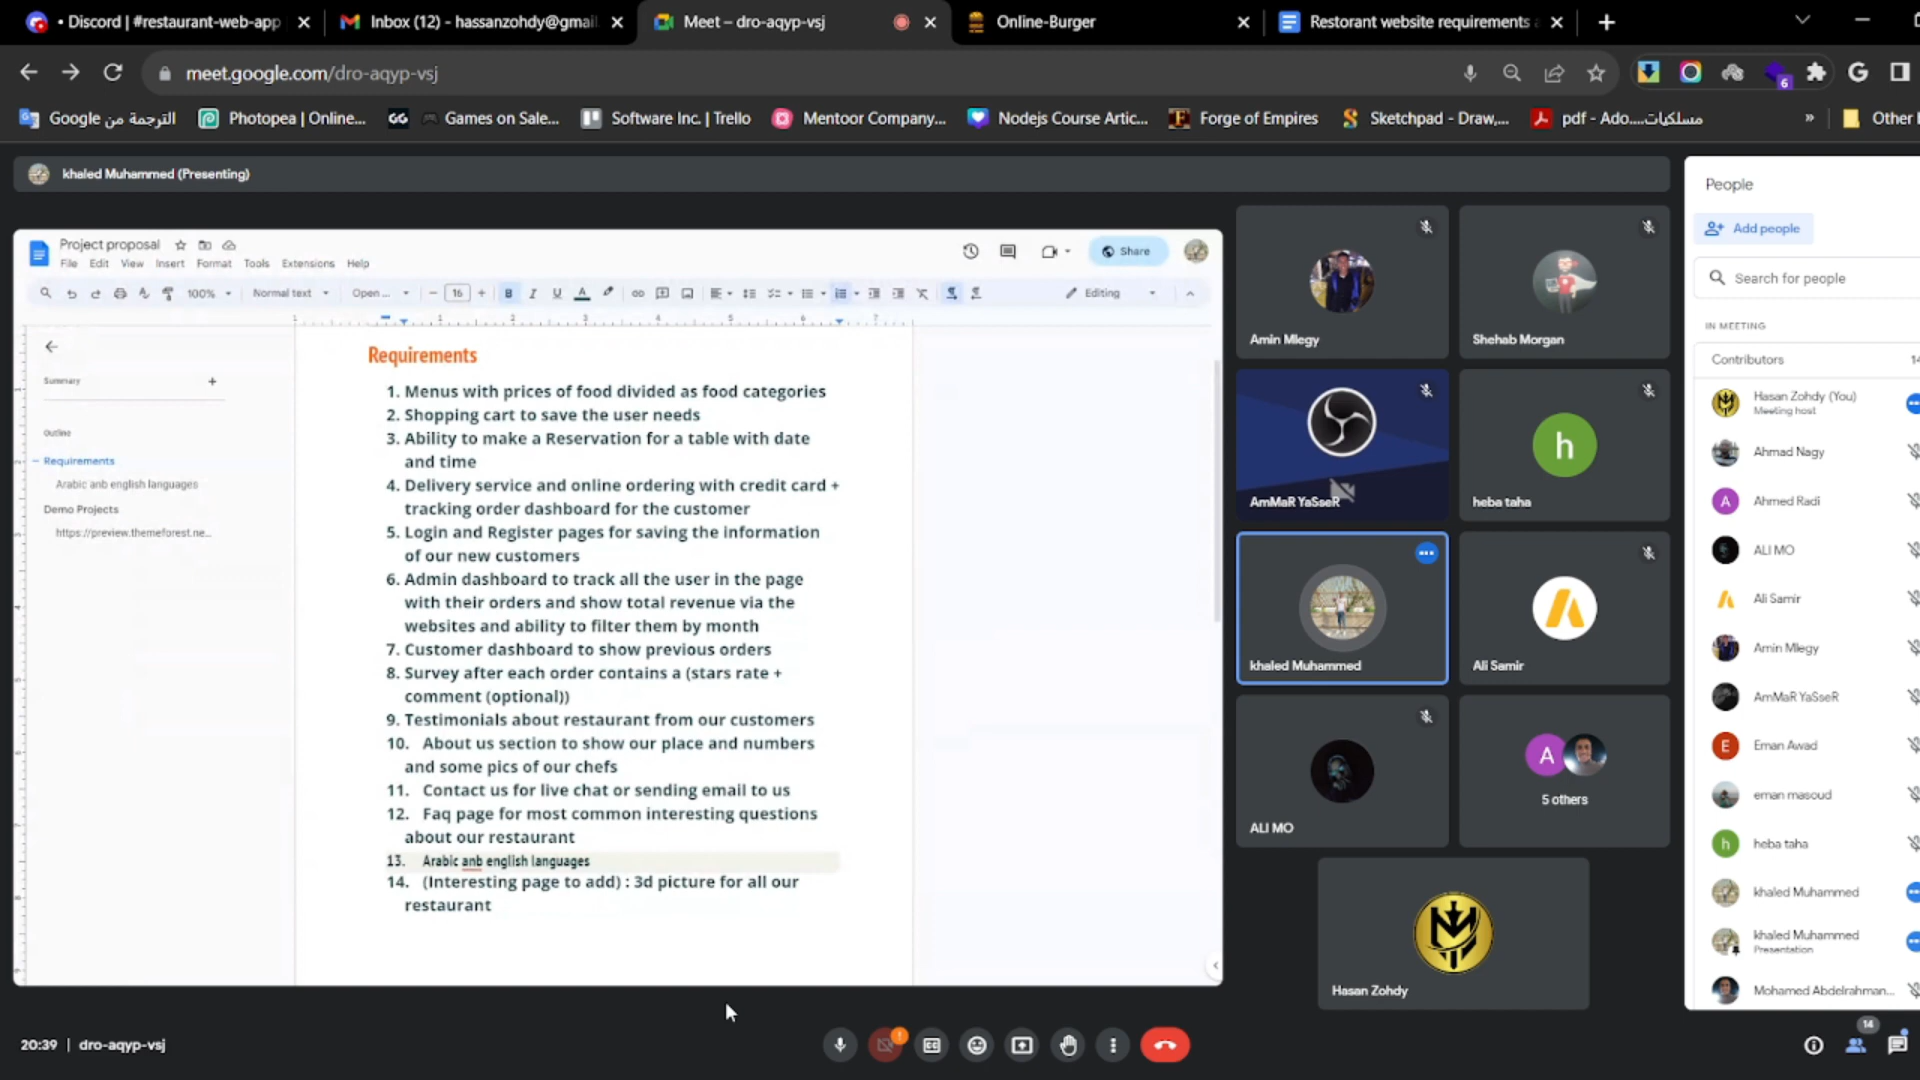 • Discord | #restaurant-web-app
Inbox (12) - hassanzohdy@gmail.
Meet – dro-aqyp-vsj
Online-Burger
Restorant website requirements
meet.google.com/dro-aqyp-vsj
6
الترجمة من Google
Photopea | Online...
GG
Games on Sale...
Software Inc. | Trello
Mentoor Company...
Nodejs Course Artic...
Forge of Empires
Sketchpad - Draw,...
pdf - Ado....مسلكيات
»
Other
khaled Muhammed (Presenting)
Project proposal
File Edit View Insert Format Tools Extensions Help
Share
100% Normal text Open ... − 16 + B I U A Editing
Summary +
Outline
Requirements
Arabic anb english languages
Demo Projects
https://preview.themeforest.ne...
Requirements
1. Menus with prices of food divided as food categories
2. Shopping cart to save the user needs
3. Ability to make a Reservation for a table with date
and time
4. Delivery service and online ordering with credit card +
tracking order dashboard for the customer
5. Login and Register pages for saving the information
of our new customers
6. Admin dashboard to track all the user in the page
with their orders and show total revenue via the
websites and ability to filter them by month
7. Customer dashboard to show previous orders
8. Survey after each order contains a (stars rate +
comment (optional))
9. Testimonials about restaurant from our customers
10. About us section to show our place and numbers
and some pics of our chefs
11. Contact us for live chat or sending email to us
12. Faq page for most common interesting questions
about our restaurant
13. Arabic anb english languages
14. (Interesting page to add) : 3d picture for all our
restaurant
Amin Mlegy
Shehab Morgan
AmMaR YaSseR
h
heba taha
khaled Muhammed
Ali Samir
ALI MO
A
5 others
Hasan Zohdy
People
Add people
Search for people
IN MEETING
Contributors 14
Hasan Zohdy (You)
Meeting host
Ahmad Nagy
A Ahmed Radi
ALI MO
Ali Samir
Amin Mlegy
AmMaR YaSseR
E Eman Awad
eman masoud
h heba taha
khaled Muhammed
khaled Muhammed
Presentation
Mohamed Abdelrahman...
20:39 | dro-aqyp-vsj
14